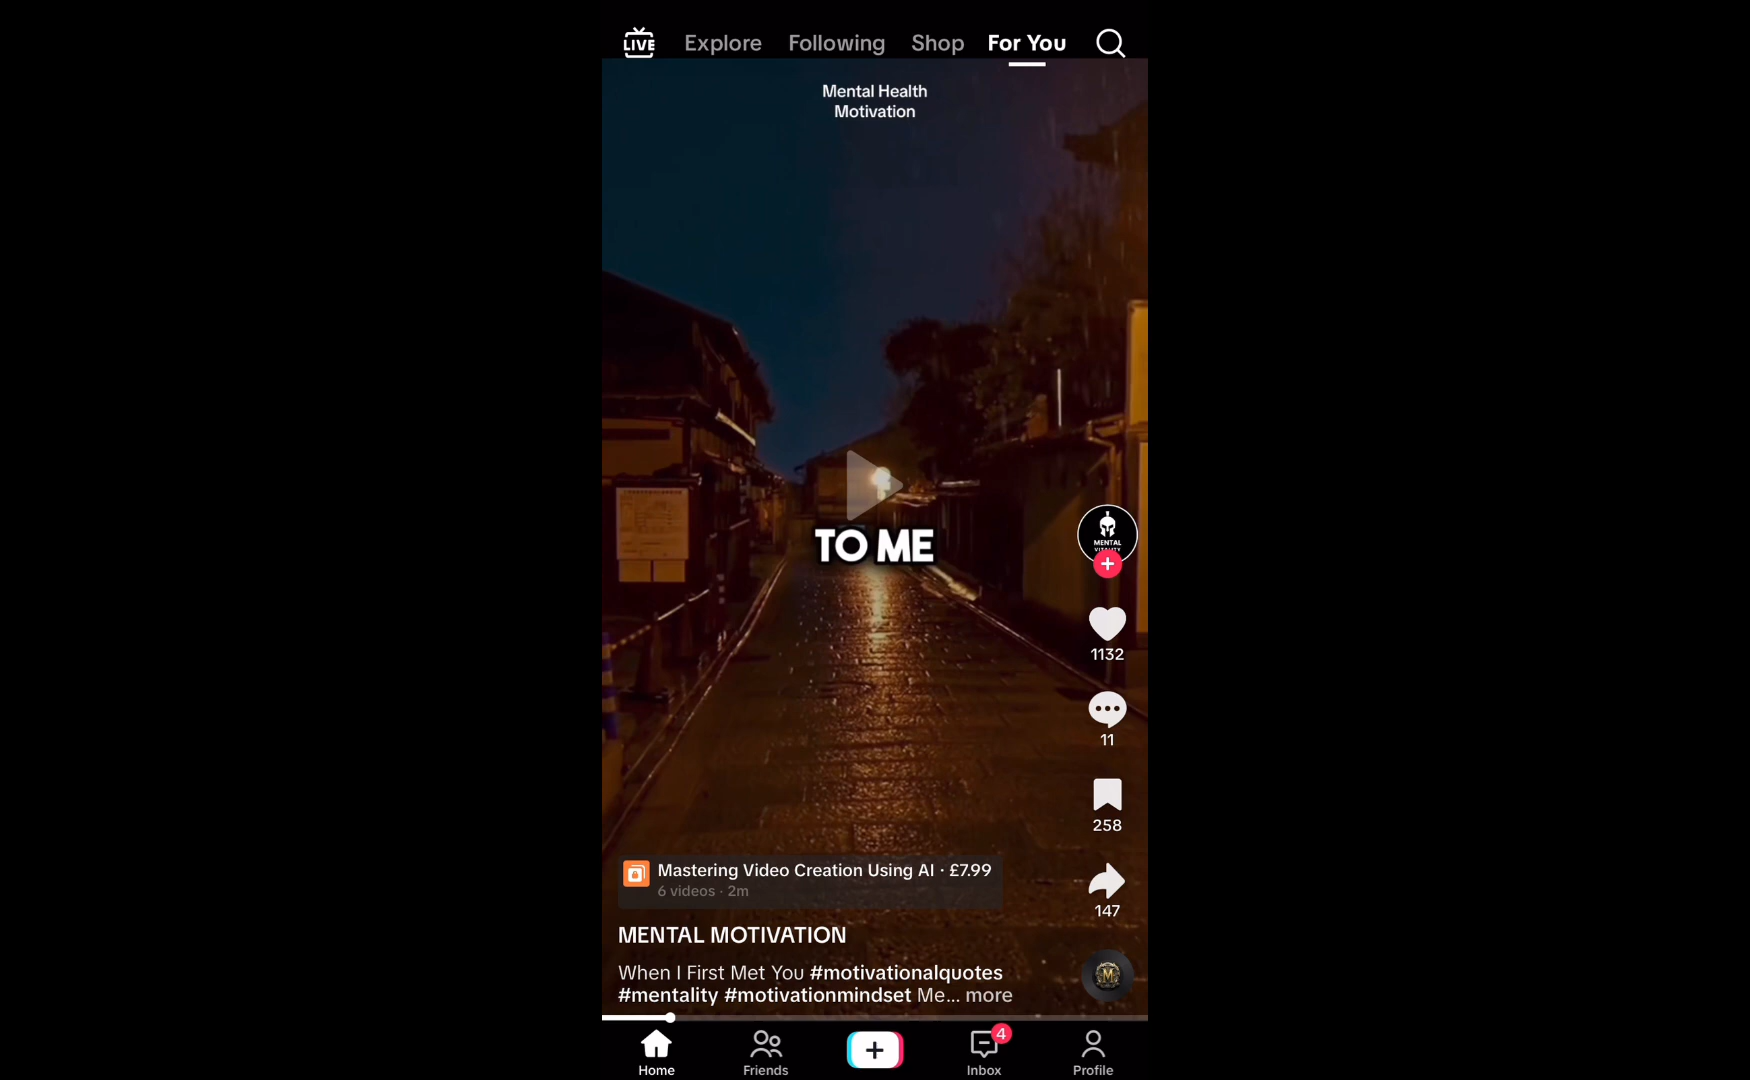 LIVE
Explore
Following
Shop
For You
Mental Health
Motivation
TO ME
MENTAL
1132
11
258
147
Mastering Video Creation Using AI · £7.99
6 videos · 2m
MENTAL MOTIVATION
When I First Met You #motivationalquotes
#mentality #motivationmindset Me... more
M
Home
Friends
4
Inbox
Profile